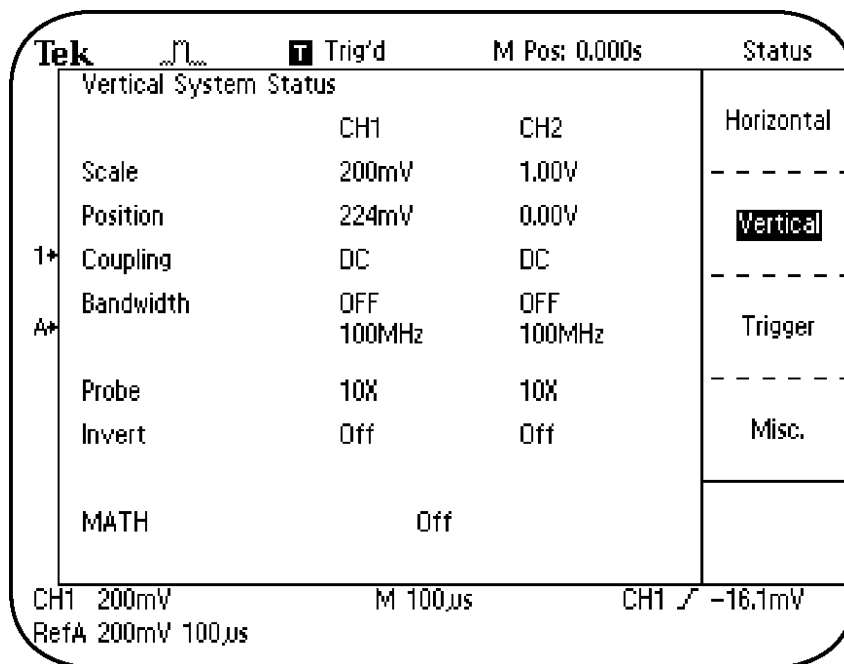 Tek T Trig'd M Pos: 0.000s Status
Vertical System Status
CH1 CH2 Horizontal
Scale 200mV 1.00V
Position 224mV 0.00V Vertical
1 Coupling DC DC
Bandwidth OFF OFF
A 100MHz 100MHz Trigger
Probe 10X 10X
Invert Off Off Misc.
MATH Off
CH1 200mV M 100µs CH1 -16.1mV
RefA 200mV 100µs